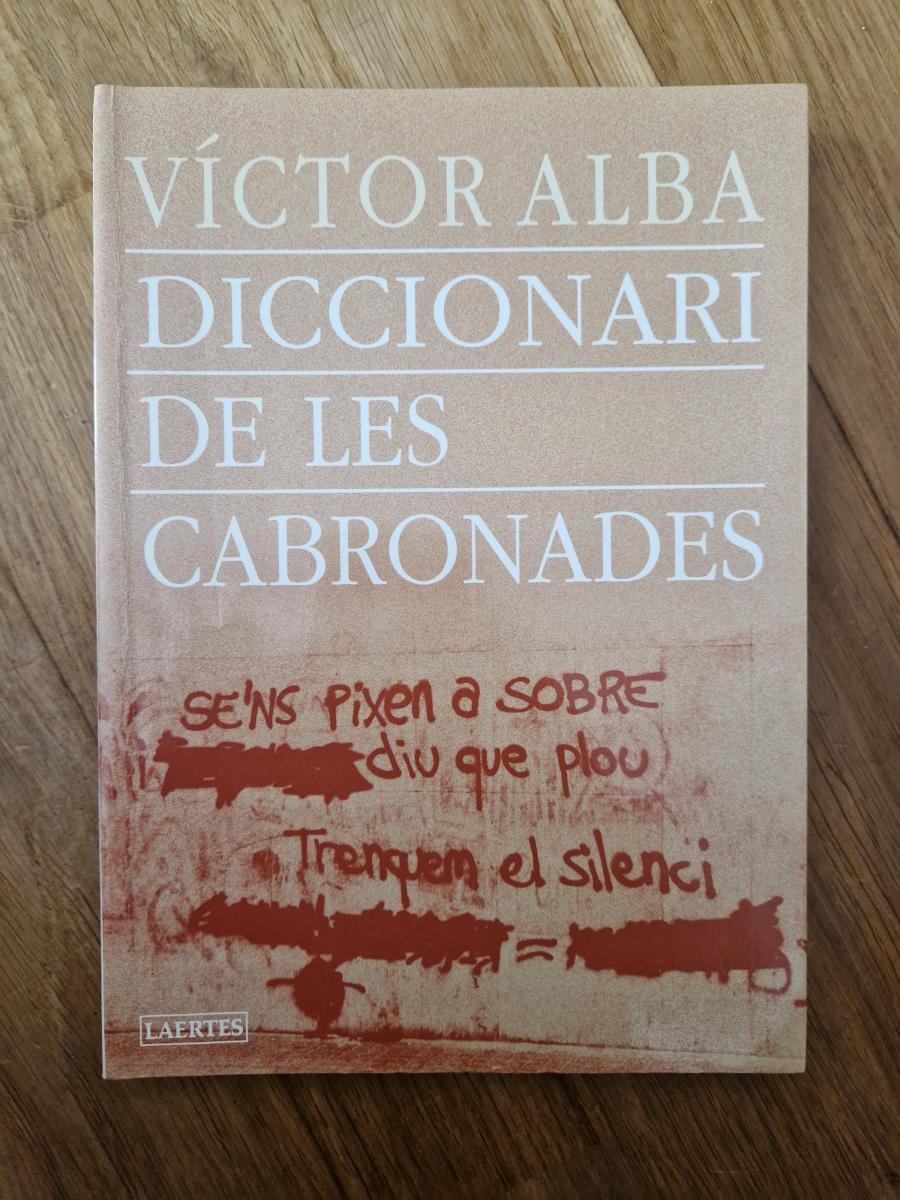 VÍCTOR ALBA
DICCIONARI
DE LES
CABRONADES
SE'NS PIXEN A SOBRE
diu que plou
Trenquem el silenci
=
LAERTES